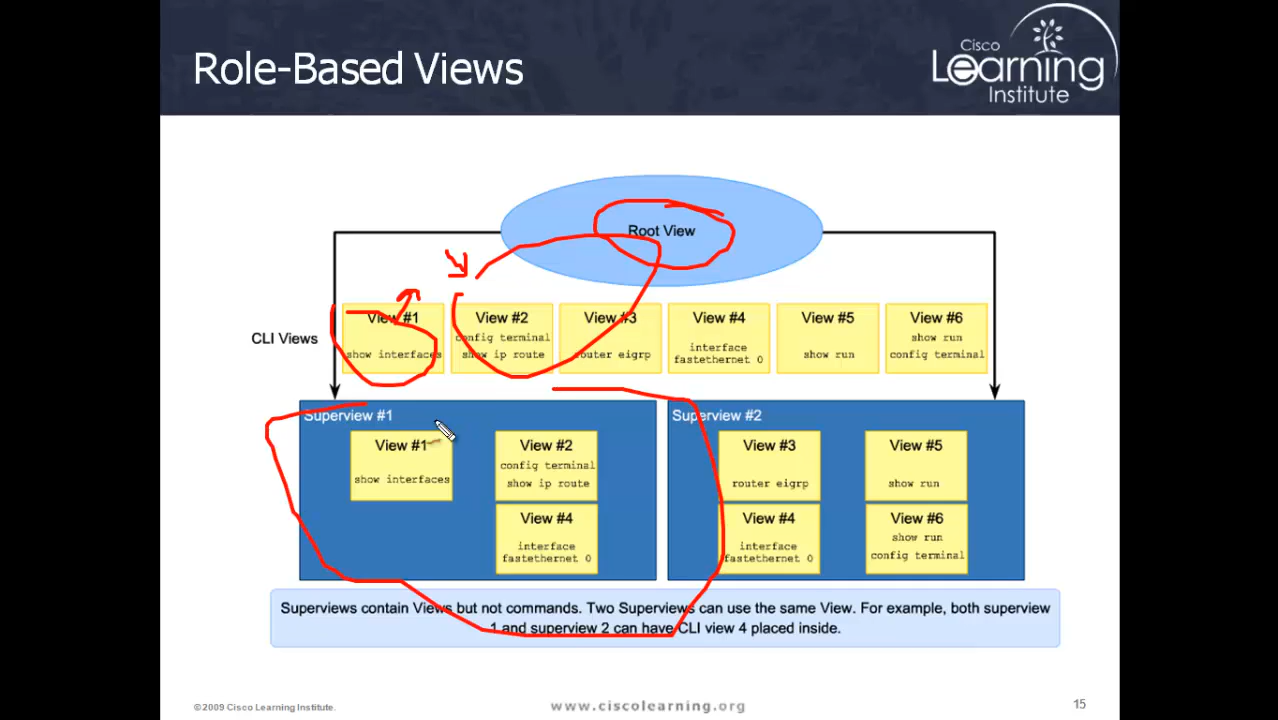 Role-Based Views
Cisco
Learning
Institute
Root View
CLI Views
View #1
show interfaces
View #2
config terminal
show ip route
View #3
router eigrp
View #4
interface
fastethernet 0
View #5
show run
View #6
show run
config terminal
Superview #1
View #1
show interfaces
View #2
config terminal
show ip route
View #4
interface
fastethernet 0
Superview #2
View #3
router eigrp
View #4
interface
fastethernet 0
View #5
show run
View #6
show run
config terminal
Superviews contain Views but not commands. Two Superviews can use the same View. For example, both superview
1 and superview 2 can have CLI view 4 placed inside.
©2009 Cisco Learning Institute.
www.ciscolearning.org
15